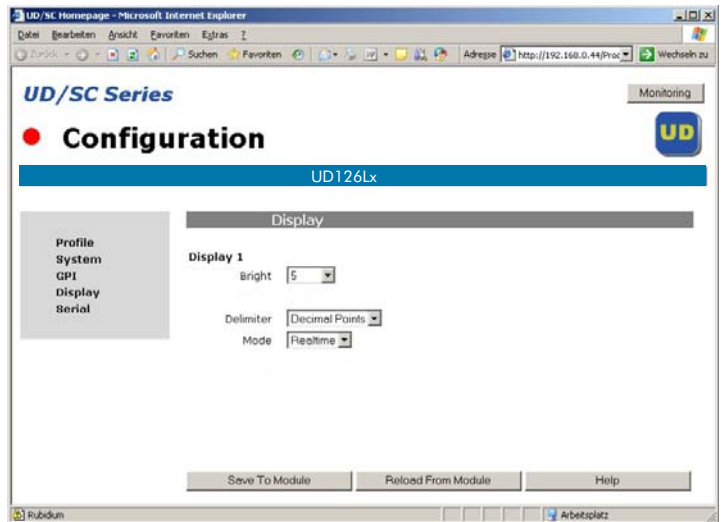 UD/SC Homepage - Microsoft Internet Explorer
Datei Bearbeiten Ansicht Favoriten Extras ?
Zurück Suchen Favoriten Adresse http://192.168.0.44/Proc Wechseln zu
UD/SC Series
Monitoring
Configuration
UD
UD126Lx
Display
Profile
System
GPI
Display
Serial
Display 1
Bright 5
Delimiter Decimal Points
Mode Realtime
Save To Module Reload From Module Help
Rubidium Arbeitsplatz